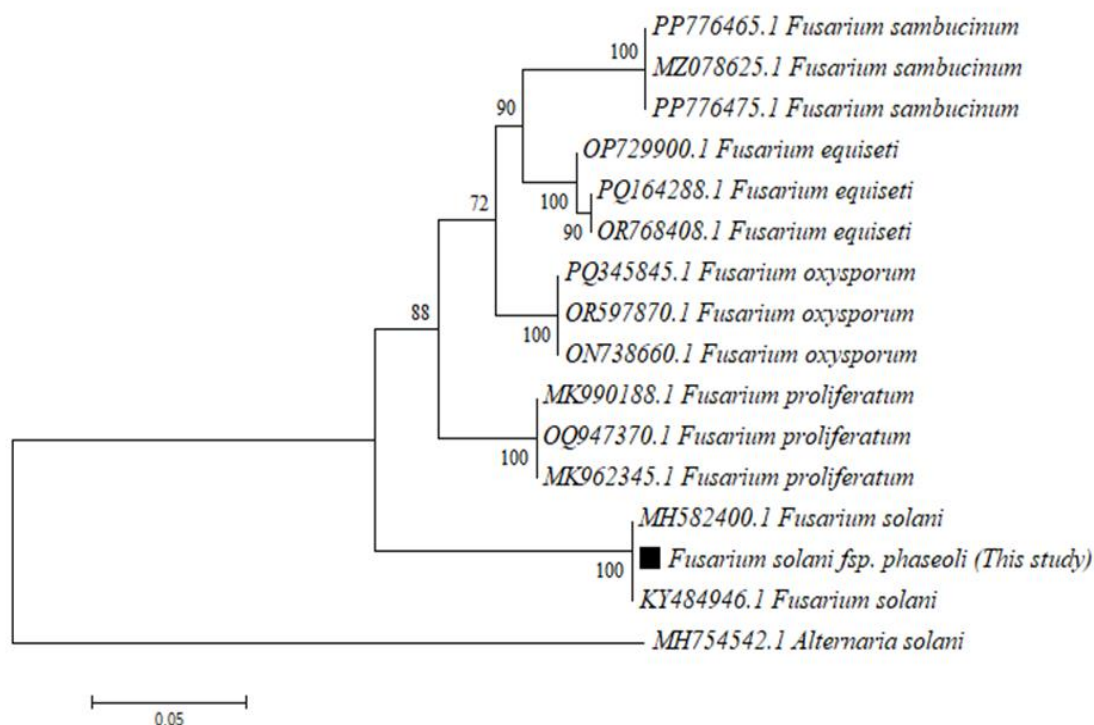 PP776465.1 Fusarium sambucinum
100
MZ078625.1 Fusarium sambucinum
PP776475.1 Fusarium sambucinum
90
OP729900.1 Fusarium equiseti
PQ164288.1 Fusarium equiseti
100
72
90
OR768408.1 Fusarium equiseti
PQ345845.1 Fusarium oxysporum
OR597870.1 Fusarium oxysporum
88
100
ON738660.1 Fusarium oxysporum
MK990188.1 Fusarium proliferatum
OQ947370.1 Fusarium proliferatum
100
MK962345.1 Fusarium proliferatum
MH582400.1 Fusarium solani
Fusarium solani fsp. phaseoli (This study)
100
KY484946.1 Fusarium solani
MH754542.1 Alternaria solani
0.05